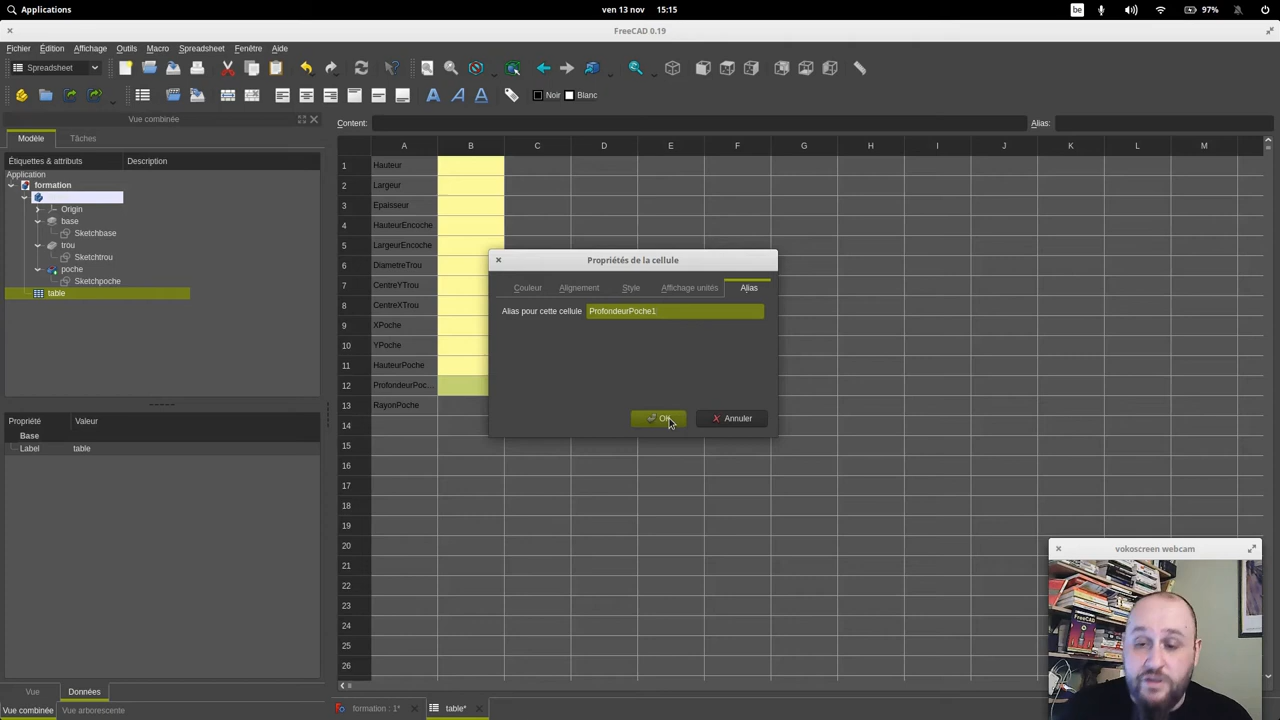 Applications
ven 13 nov 15:15
be
97%
FreeCAD 0.19
Fichier Édition Affichage Outils Macro Spreadsheet Fenêtre Aide
Spreadsheet
Noir Blanc
Vue combinée
Content:
Alias:
Modèle Tâches
Étiquettes & attributs Description
Application
formation
Origin
base
Sketchbase
trou
Sketchtrou
poche
Sketchpoche
table
Propriété Valeur
Base
Label table
Vue Données
Vue combinée Vue arborescente
A B C D E F G H I J K L M
1 Hauteur
2 Largeur
3 Epaisseur
4 HauteurEncoche
5 LargeurEncoche
6 DiametreTrou
7 CentreYTrou
8 CentreXTrou
9 XPoche
10 YPoche
11 HauteurPoche
12 ProfondeurPoc...
13 RayonPoche
14
15
16
17
18
19
20
21
22
23
24
25
26
Propriétés de la cellule
Couleur Alignement Style Affichage unités Alias
Alias pour cette cellule ProfondeurPoche1
OK Annuler
formation : 1* table*
vokoscreen webcam
FreeCAD